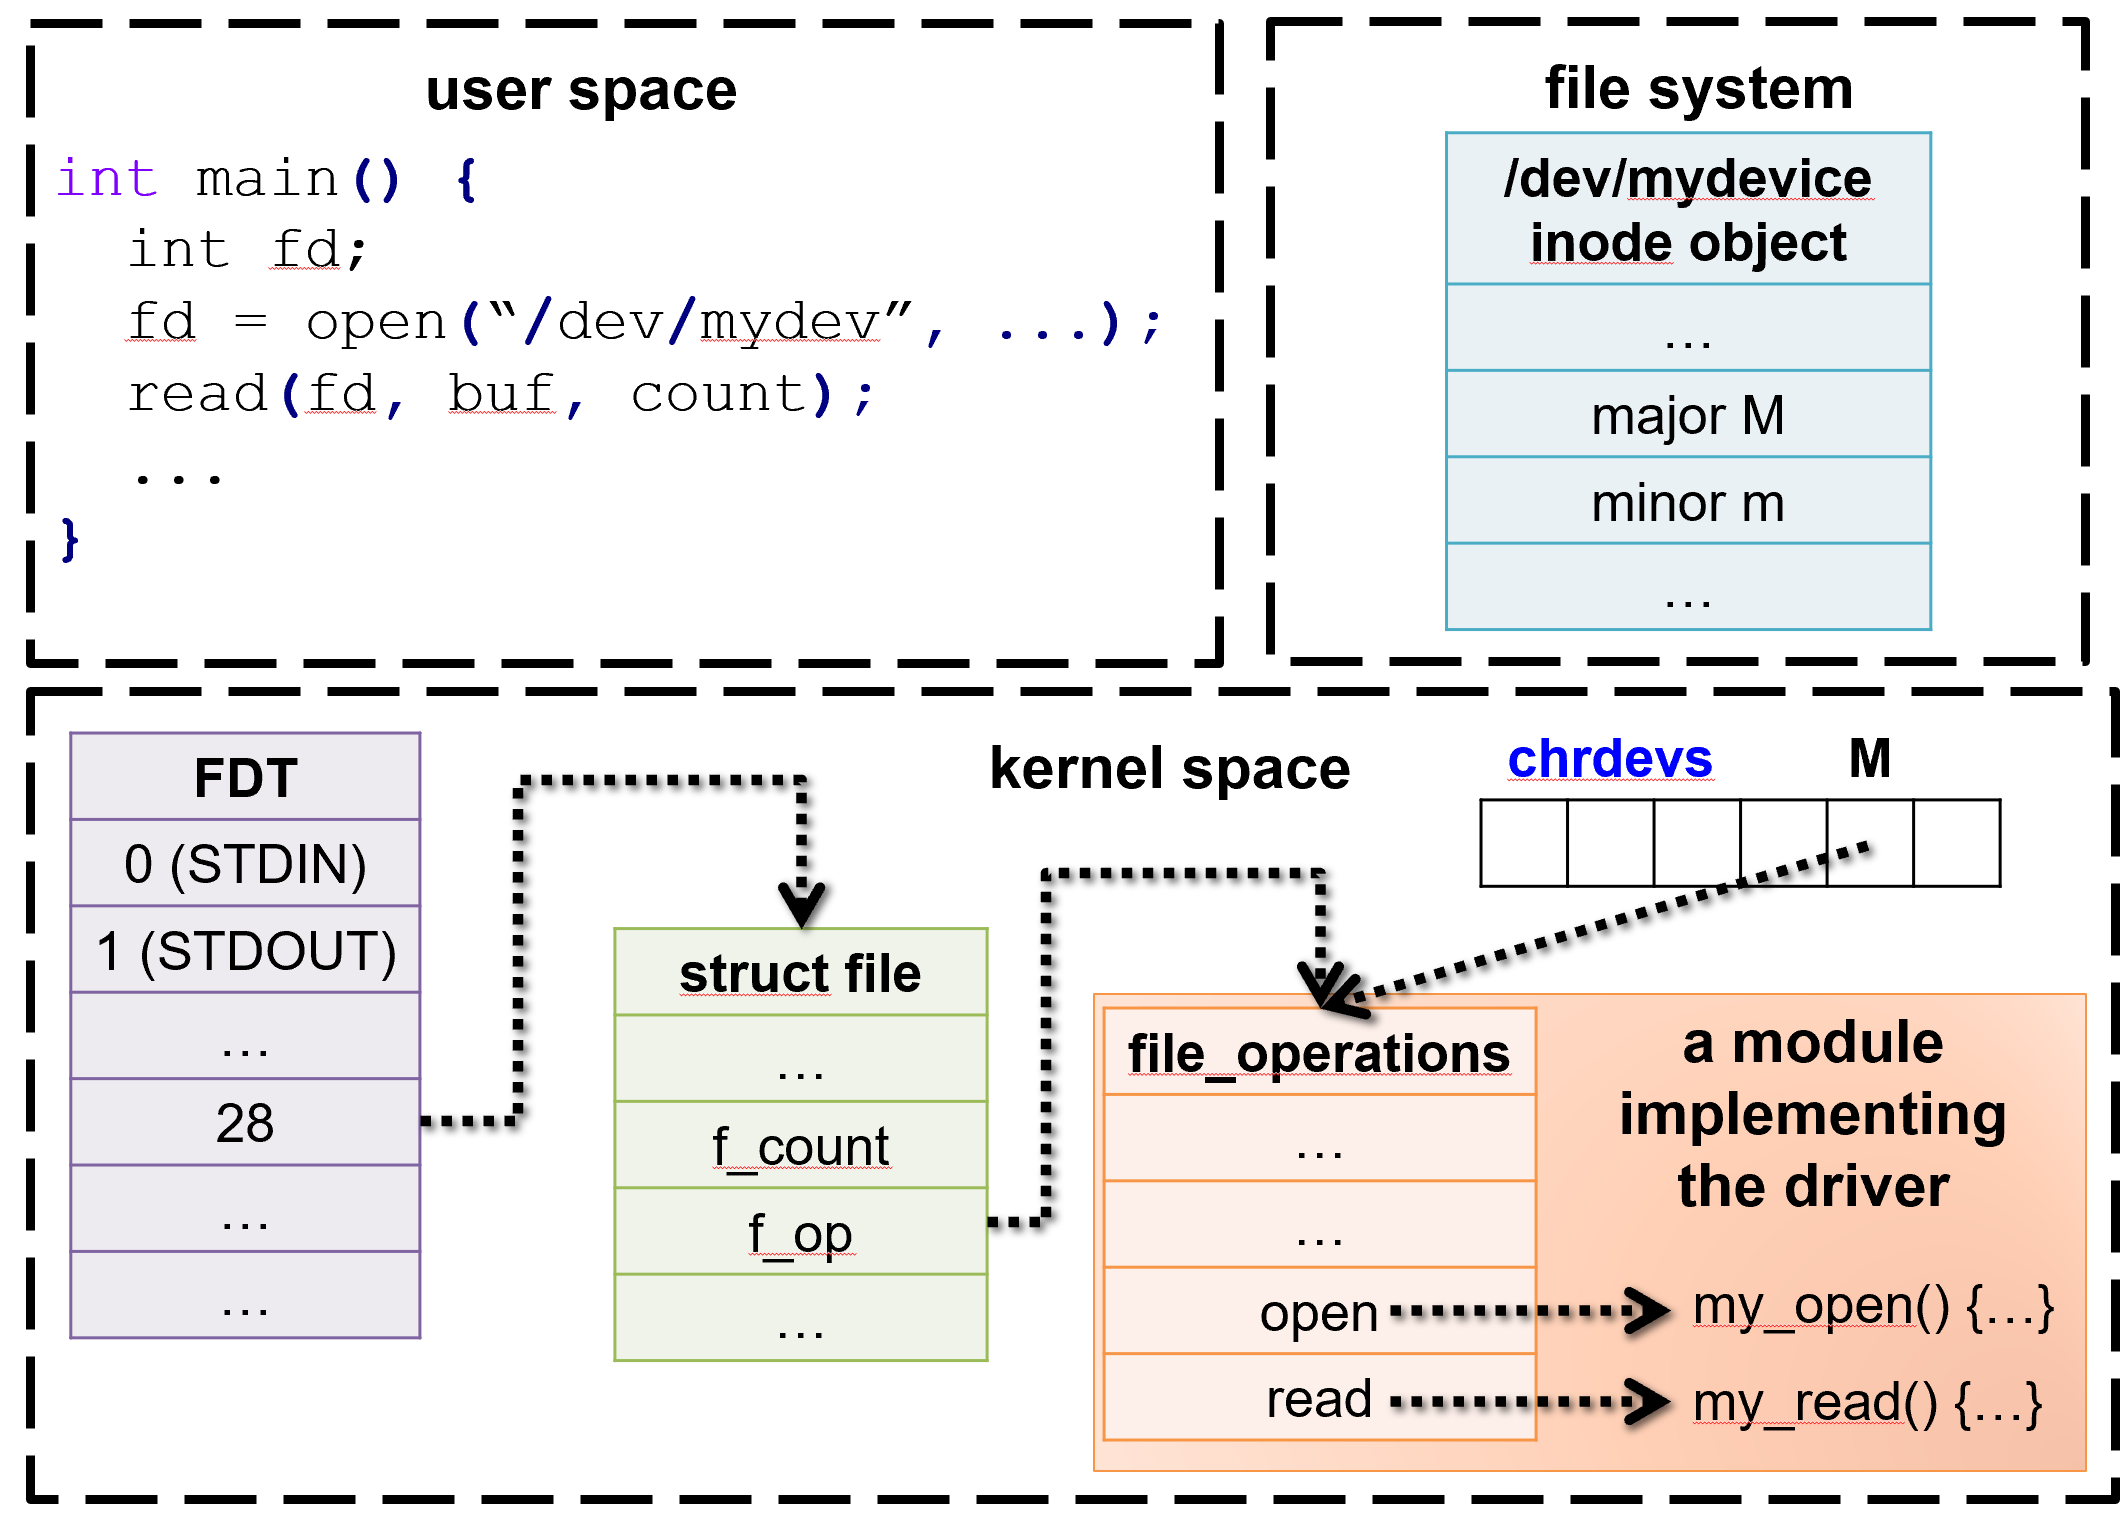 user space
int main() {
int fd;
fd = open(“/dev/mydev”, ...);
read(fd, buf, count);
...
}
file system
/dev/mydevice
inode object
…
major M
minor m
…
kernel space
FDT
0 (STDIN)
1 (STDOUT)
…
28
…
…
struct file
…
f_count
f_op
…
chrdevs M
file_operations
…
…
open
read
a module
implementing
the driver
my_open() {…}
my_read() {…}